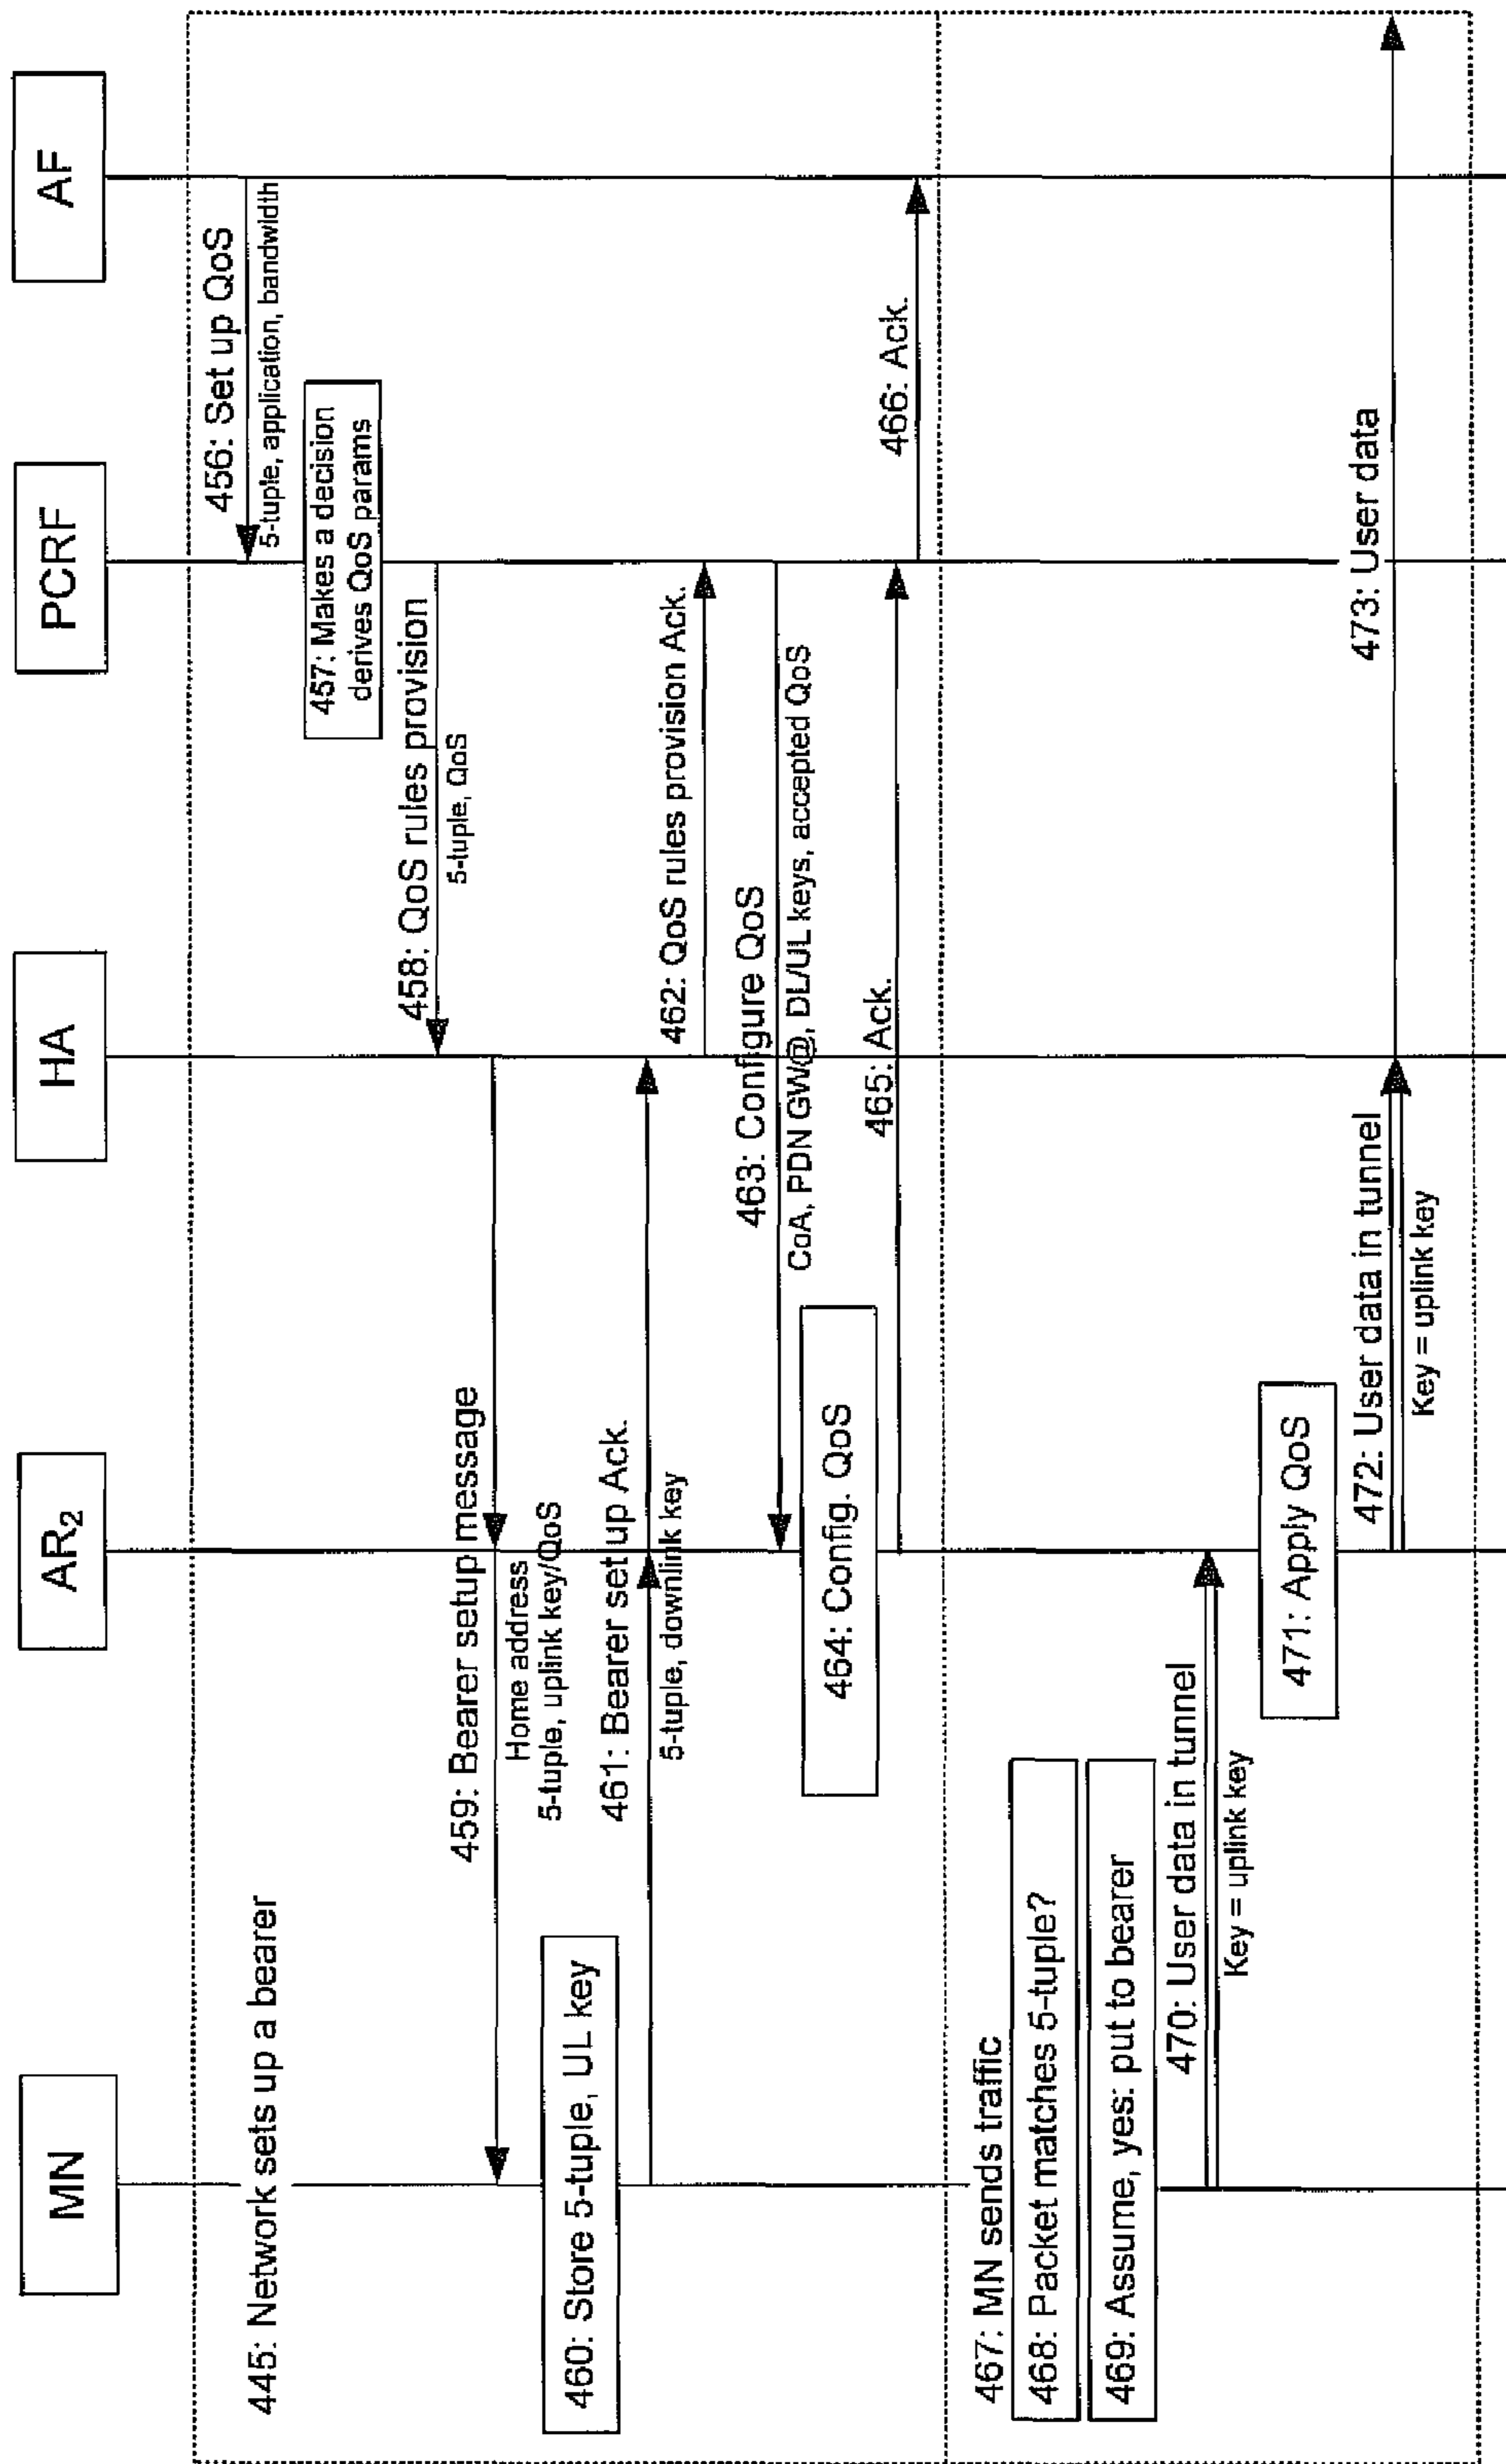 MN
AR₂
HA
PCRF
AF
445: Network sets up a bearer
456: Set up QoS
5-tuple, application, bandwidth
457: Makes a decision
derives QoS params
458: QoS rules provision
5-tuple, QoS
459: Bearer setup message
Home address
5-tuple, uplink key/QoS
460: Store 5-tuple, UL key
461: Bearer set up Ack.
5-tuple, downlink key
462: QoS rules provision Ack.
463: Configure QoS
CoA, PDN GW@, DL/UL keys, accepted QoS
464: Config. QoS
465: Ack.
466: Ack.
467: MN sends traffic
468: Packet matches 5-tuple?
469: Assume, yes: put to bearer
470: User data in tunnel
Key = uplink key
471: Apply QoS
472: User data in tunnel
Key = uplink key
473: User data